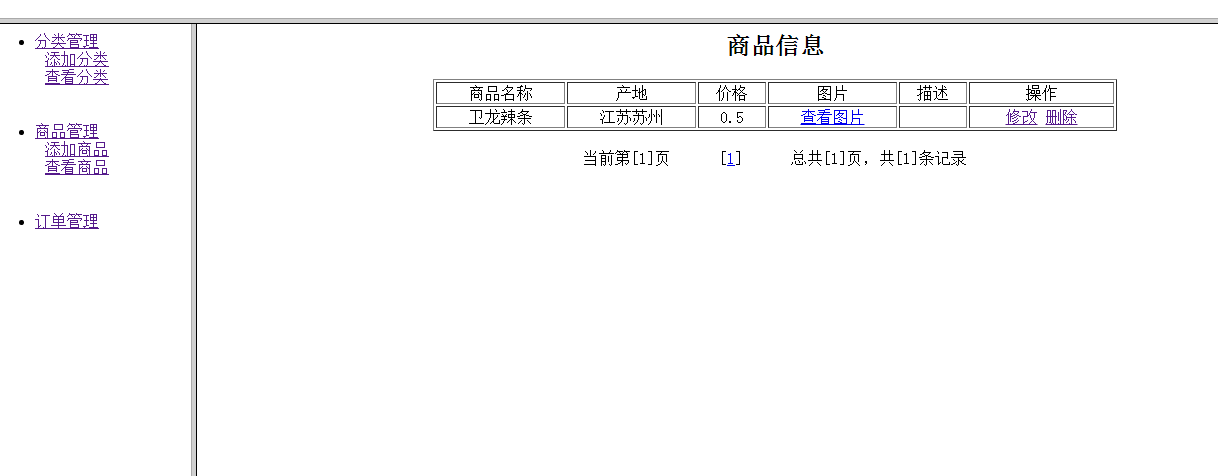 分类管理
添加分类
查看分类
商品管理
添加商品
查看商品
订单管理
商品信息
商品名称 产地 价格 图片 描述 操作
卫龙辣条 江苏苏州 0.5 查看图片 修改 删除
当前第[1]页 [1] 总共[1]页，共[1]条记录